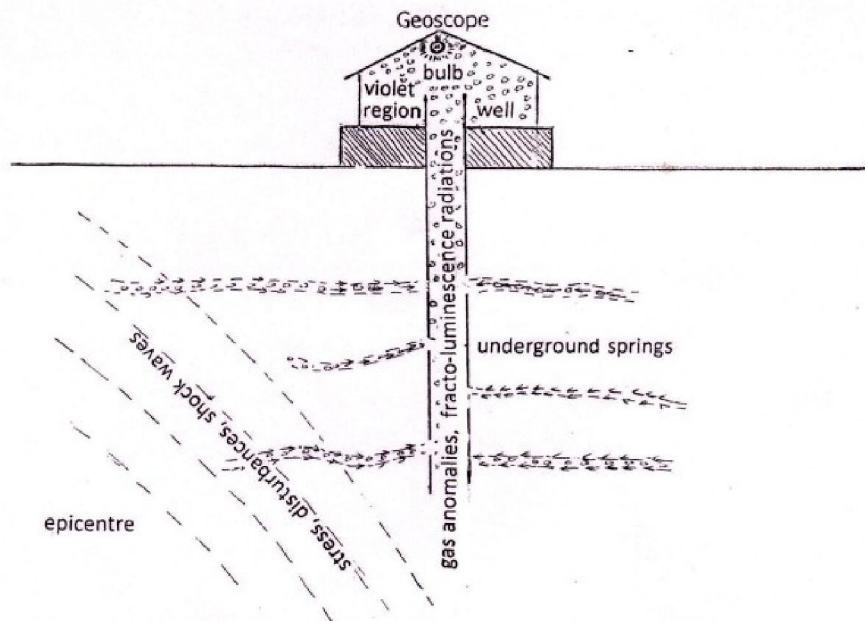 Geoscope
bulb
violet
region
well
gas anomalies, fracto-luminescence radiations
underground springs
stress, disturbances, shock waves
epicentre